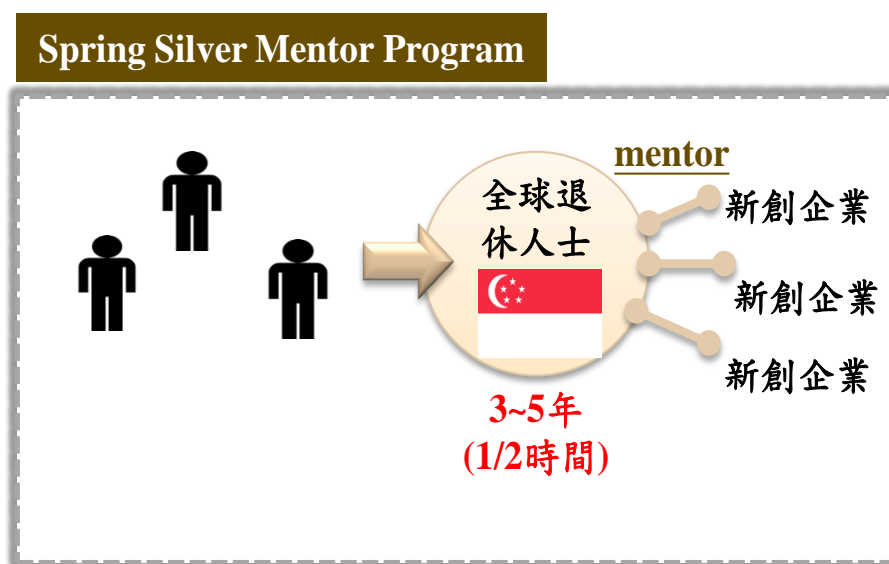 Spring Silver Mentor Program
mentor
全球退
休人士
新創企業
新創企業
新創企業
3~5年
(1/2時間)